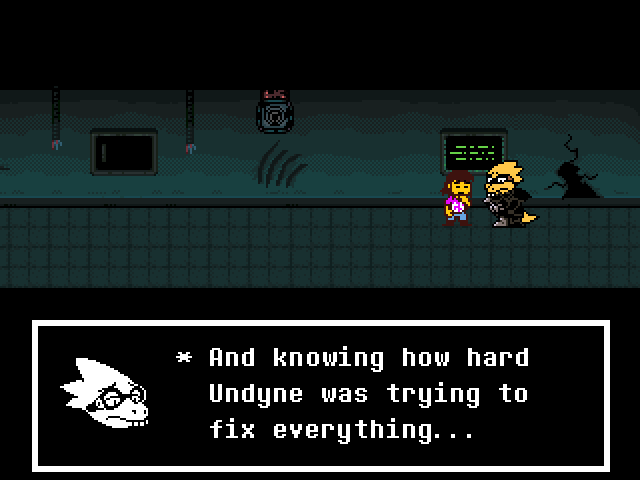 * And knowing how hard
Undyne was trying to
fix everything...